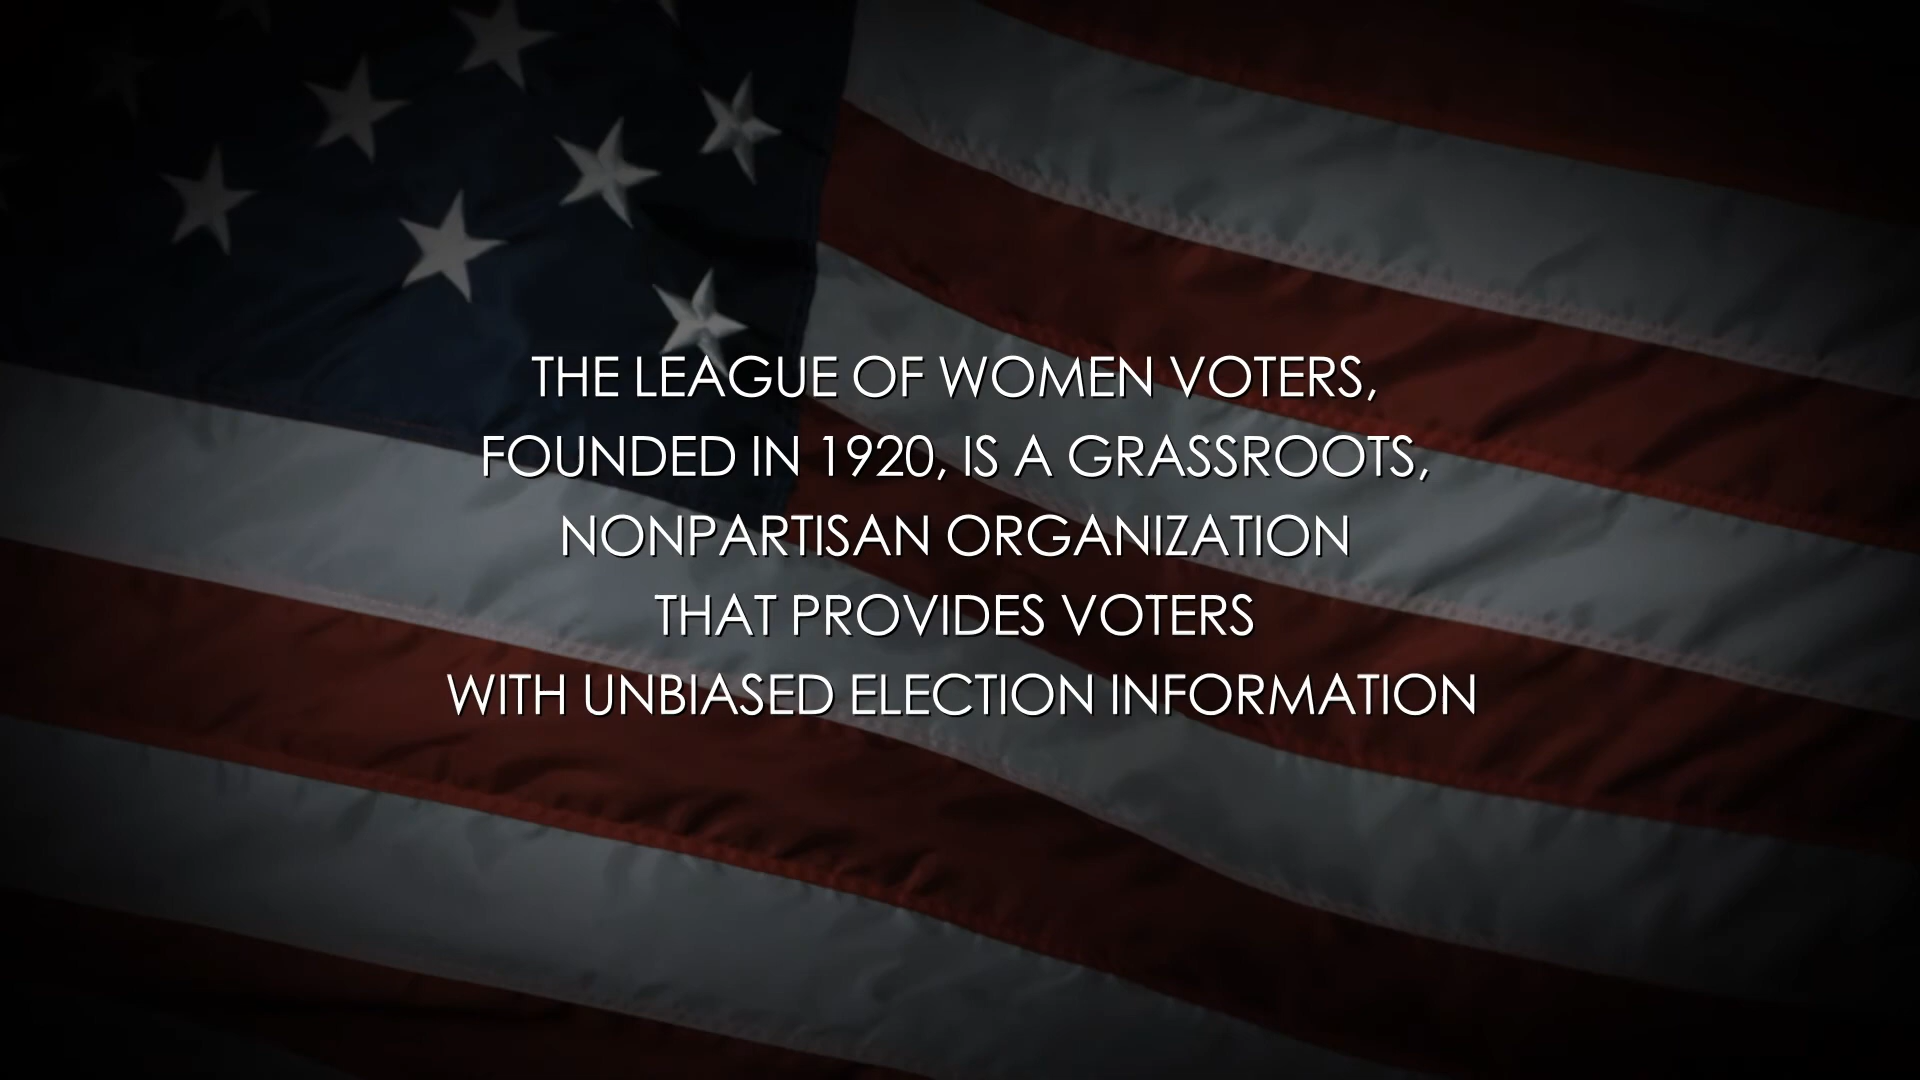 THE LEAGUE OF WOMEN VOTERS,
FOUNDED IN 1920, IS A GRASSROOTS,
NONPARTISAN ORGANIZATION
THAT PROVIDES VOTERS
WITH UNBIASED ELECTION INFORMATION